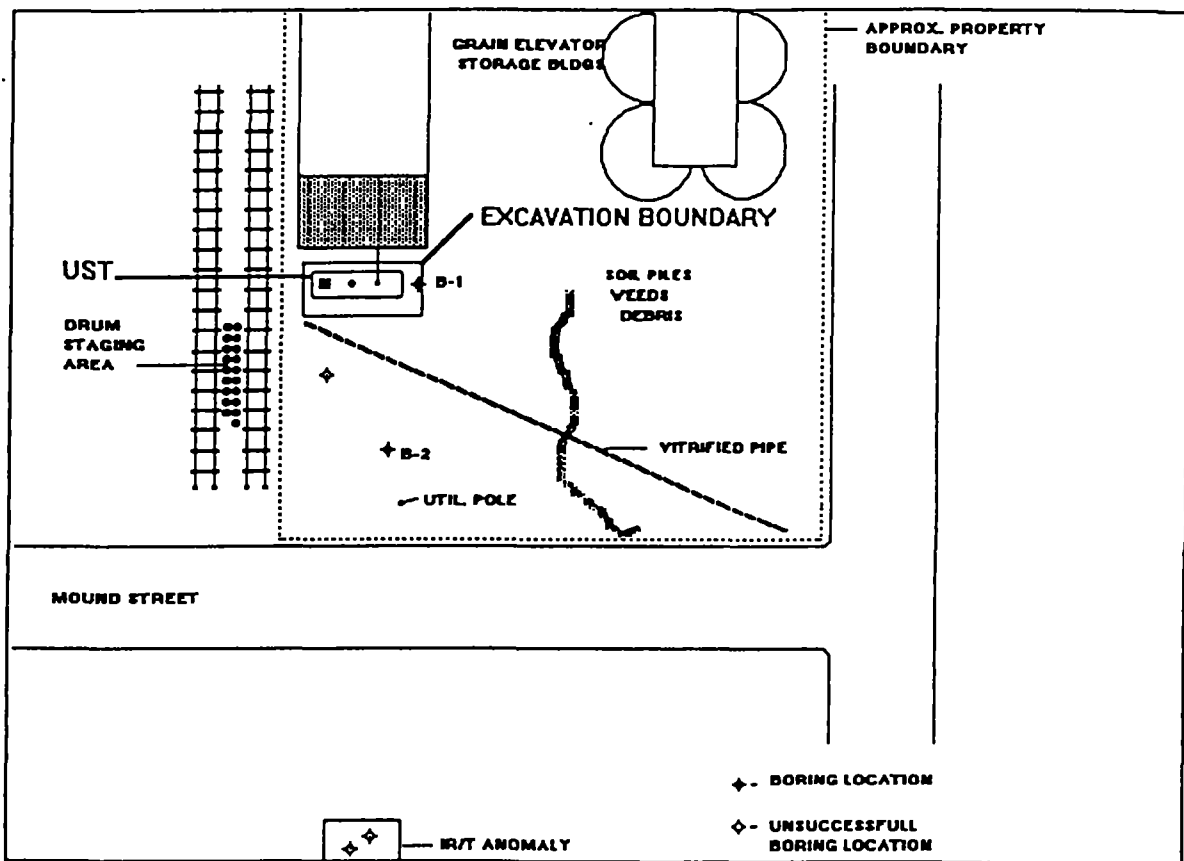 GRAIN ELEVATOR
STORAGE BLDGS
APPROX. PROPERTY
BOUNDARY
EXCAVATION BOUNDARY
UST
B-1
SOIL PILES
WEEDS
DEBRIS
DRUM
STAGING
AREA
B-2
VITRIFIED PIPE
UTIL. POLE
MOUND STREET
- BORING LOCATION
- UNSUCCESSFULL
BORING LOCATION
IR/T ANOMALY